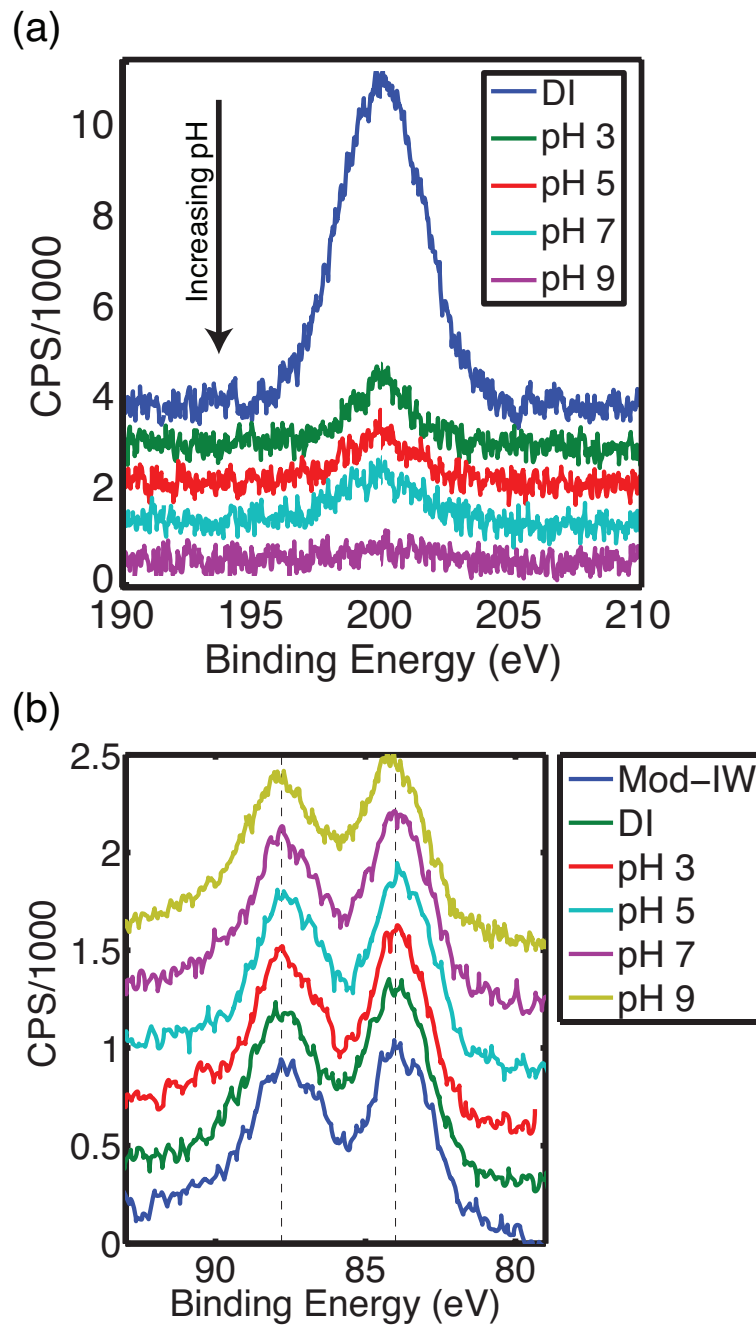 (a)
CPS/1000
10
8
6
4
2
0
Increasing pH
DI
pH 3
pH 5
pH 7
pH 9
190 195 200 205 210
Binding Energy (eV)
(b)
CPS/1000
2.5
2
1.5
1
0.5
0
Mod–IW
DI
pH 3
pH 5
pH 7
pH 9
90 85 80
Binding Energy (eV)